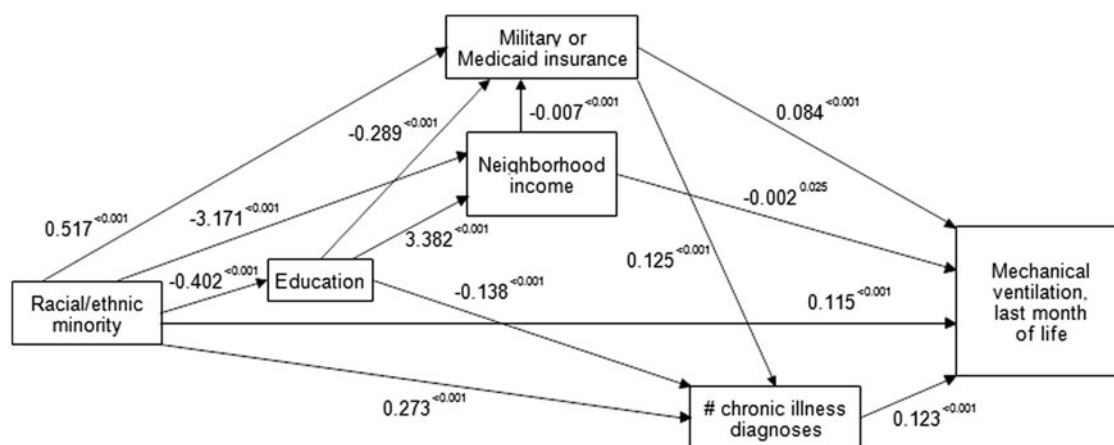 Military or
Medicaid insurance
0.084<0.001
-0.289<0.001
-0.007<0.001
Neighborhood
income
-0.002 0.025
0.517<0.001
-3.171<0.001
3.382<0.001
0.125<0.001
-0.402<0.001
Education
-0.138<0.001
Racial/ethnic
minority
0.115<0.001
Mechanical
ventilation,
last month
of life
0.273<0.001
# chronic illness
diagnoses
0.123<0.001